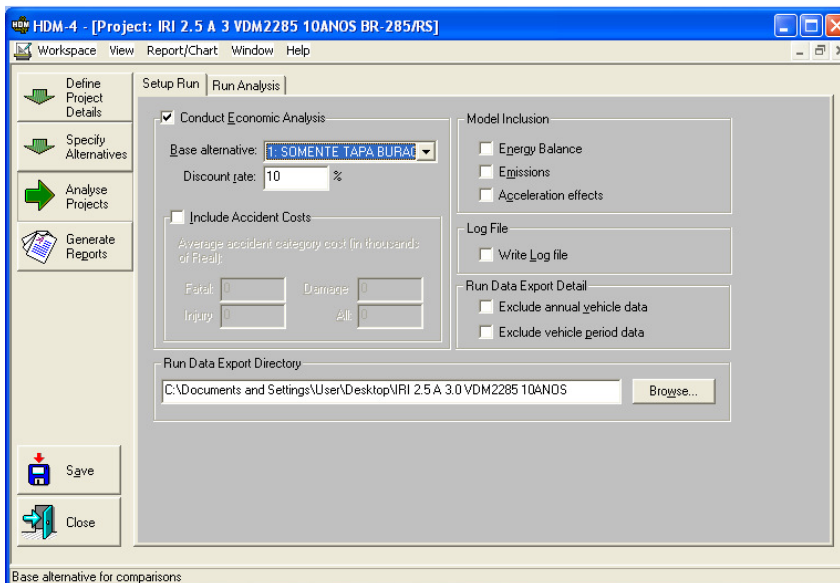 HDM-4 - [Project: IRI 2.5 A 3 VDM2285 10ANOS BR-285/RS]
Workspace View Report/Chart Window Help
Define
Project
Details
Specify
Alternatives
Analyse
Projects
Generate
Reports
Save
Close
Setup Run Run Analysis
Conduct Economic Analysis
Base alternative: 1: SOMENTE TAPA BURAC
Discount rate: 10 %
Include Accident Costs
Average accident category cost (in thousands
of Real):
Fatal: 0 Damage: 0
Injury: 0 All: 0
Model Inclusion
Energy Balance
Emissions
Acceleration effects
Log File
Write Log file
Run Data Export Detail
Exclude annual vehicle data
Exclude vehicle period data
Run Data Export Directory
C:\Documents and Settings\User\Desktop\IRI 2.5 A 3.0 VDM2285 10ANOS
Browse...
Base alternative for comparisons